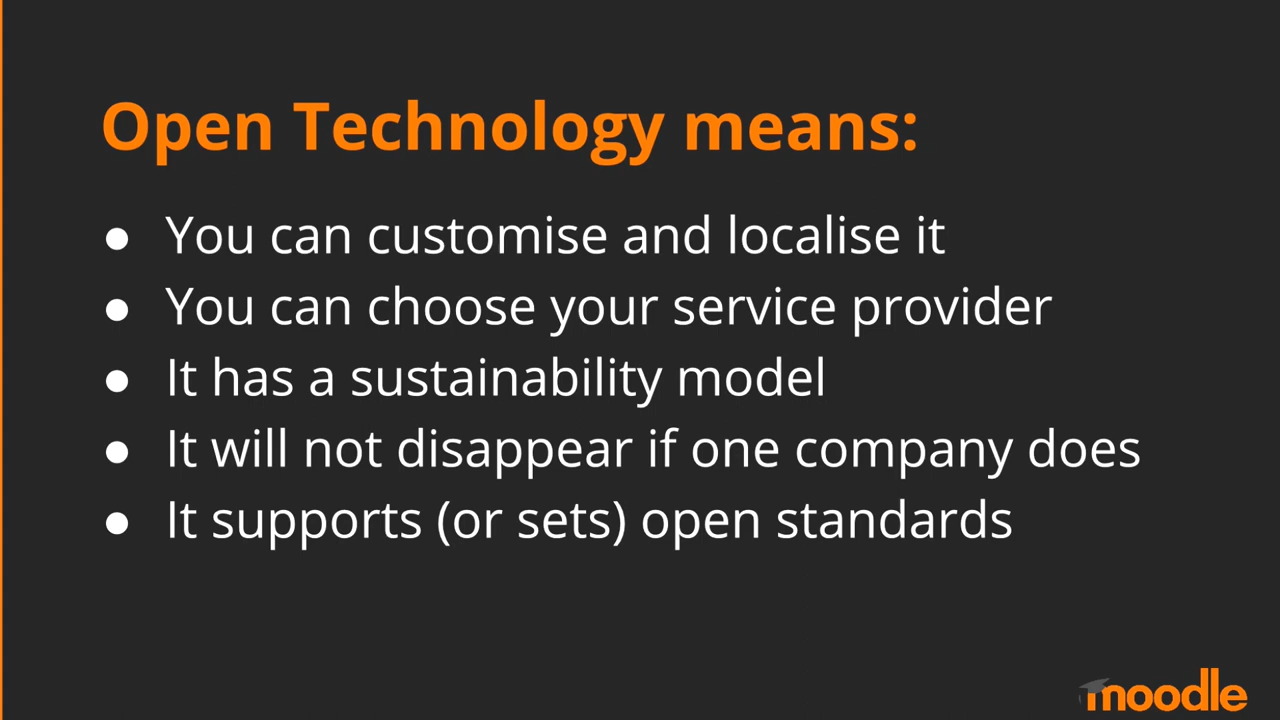 Open Technology means:
● You can customise and localise it
● You can choose your service provider
● It has a sustainability model
● It will not disappear if one company does
● It supports (or sets) open standards
moodle